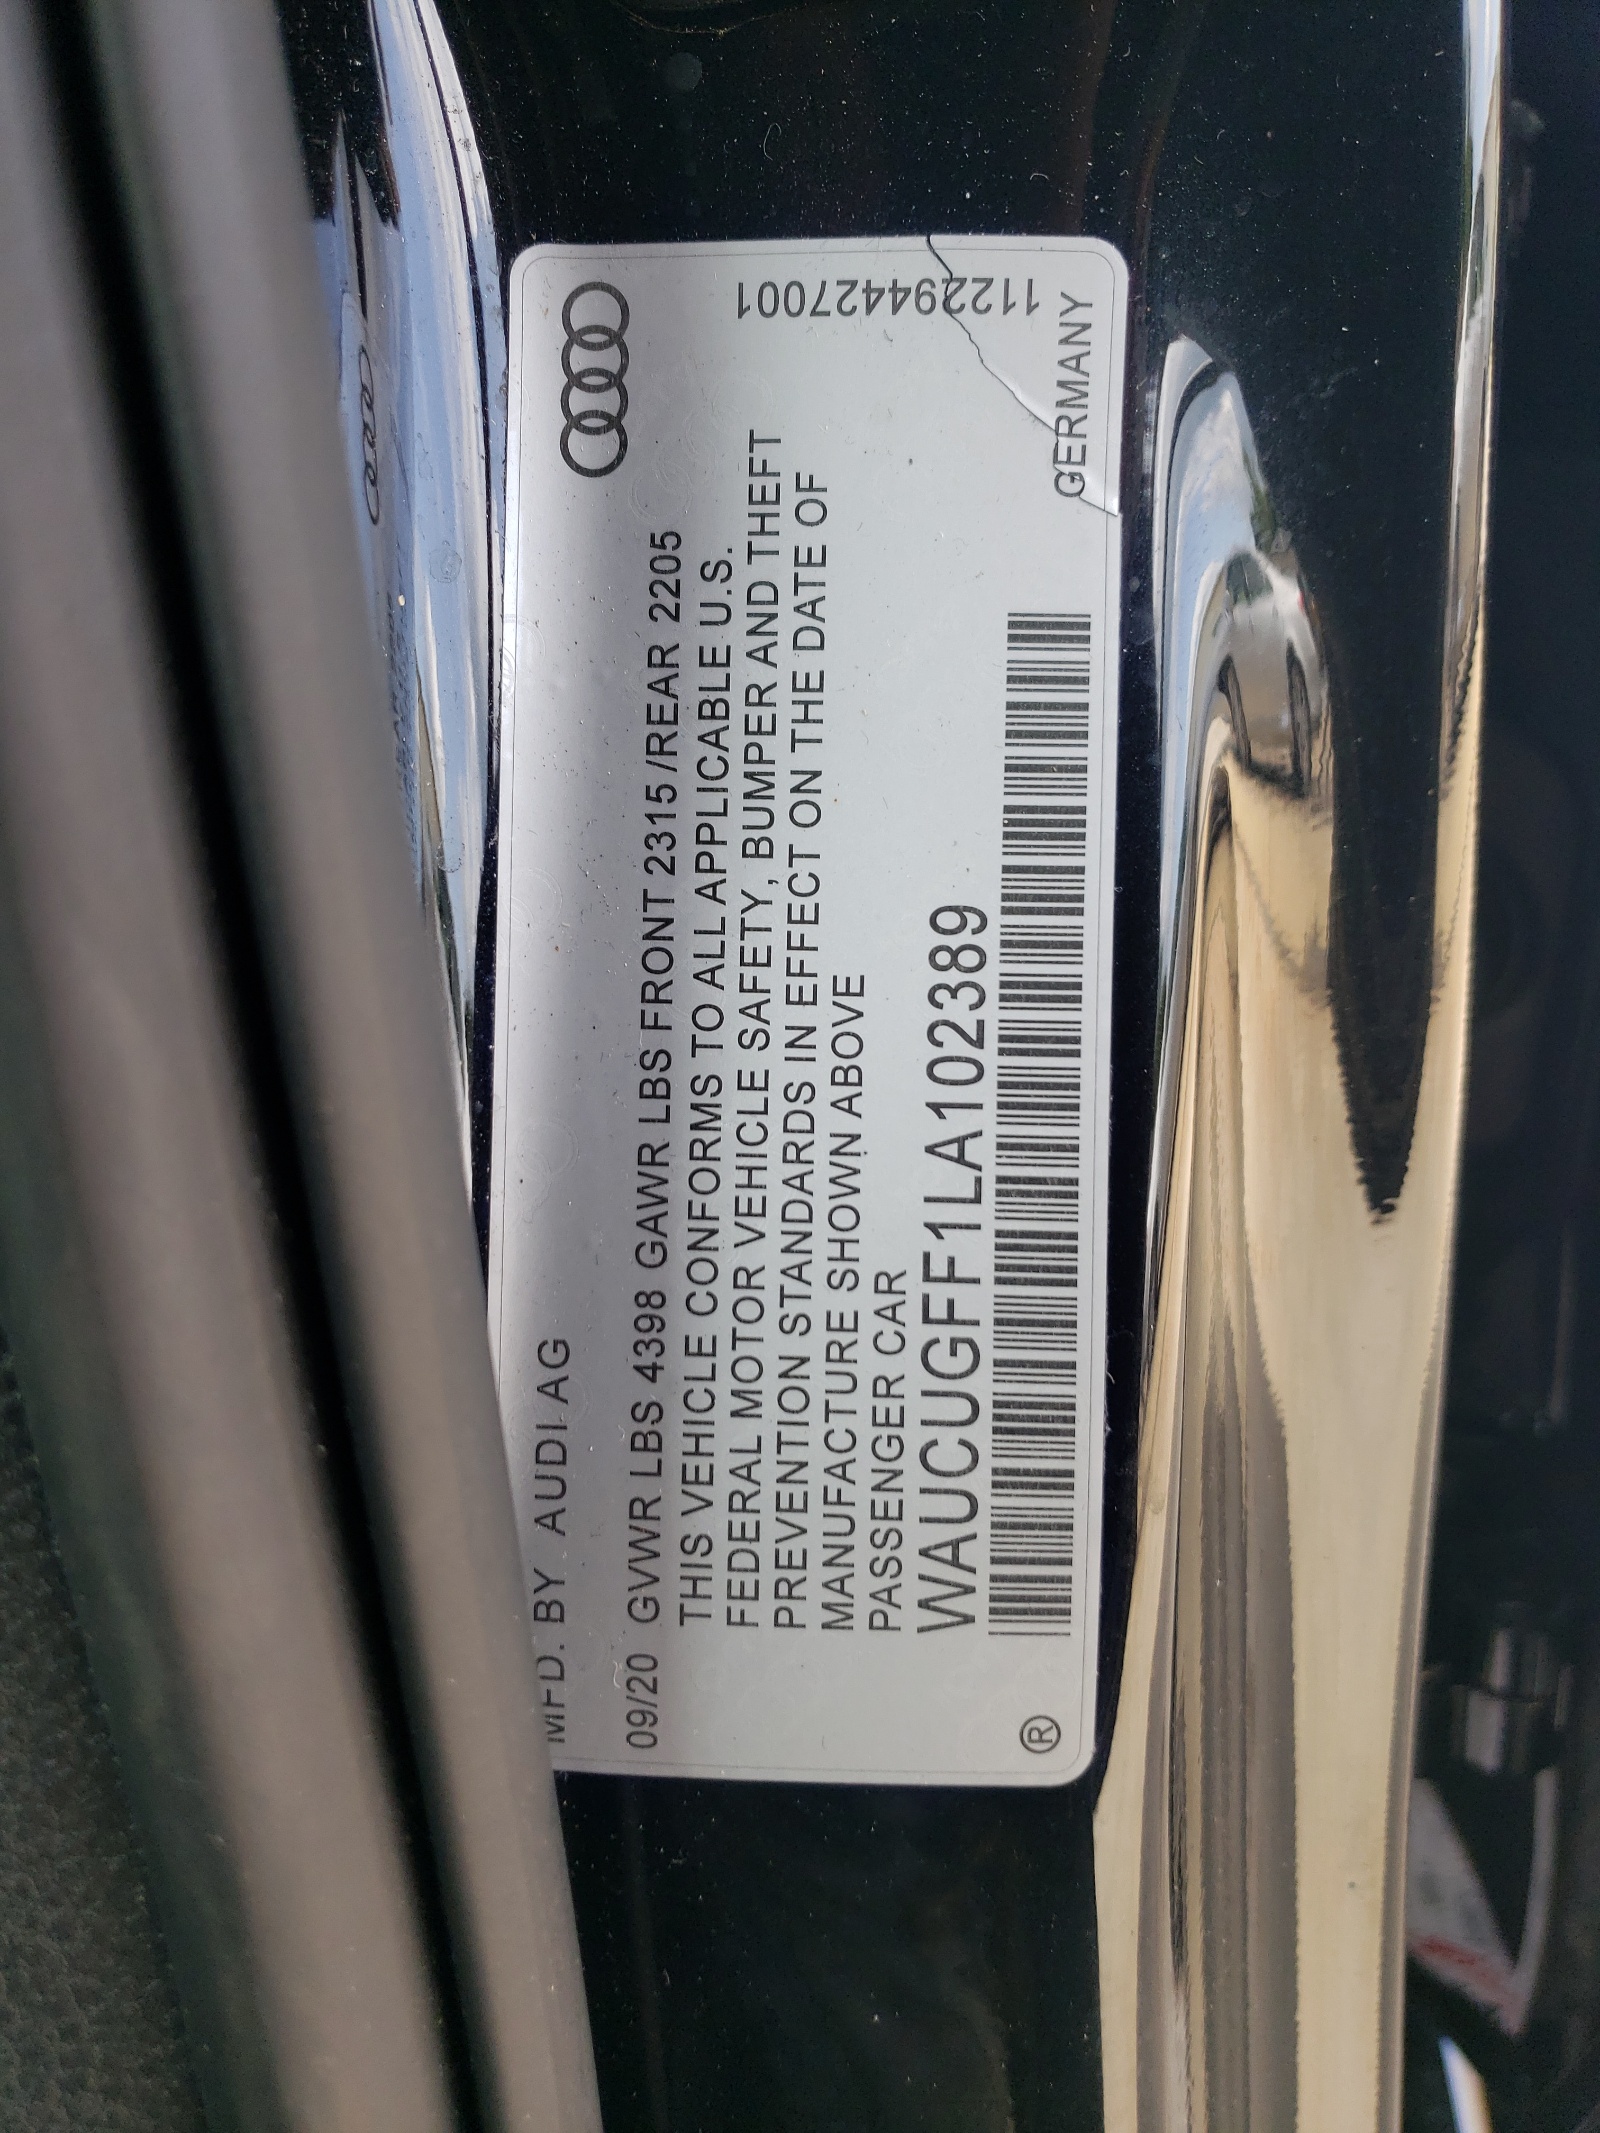 MFD. BY AUDI AG
09/20 GVWR LBS 4398 GAWR LBS FRONT 2315 /REAR 2205
THIS VEHICLE CONFORMS TO ALL APPLICABLE U.S.
FEDERAL MOTOR VEHICLE SAFETY, BUMPER AND THEFT
PREVENTION STANDARDS IN EFFECT ON THE DATE OF
MANUFACTURE SHOWN ABOVE
PASSENGER CAR
WAUCUGFF1LA102389
® GERMANY
112294427001